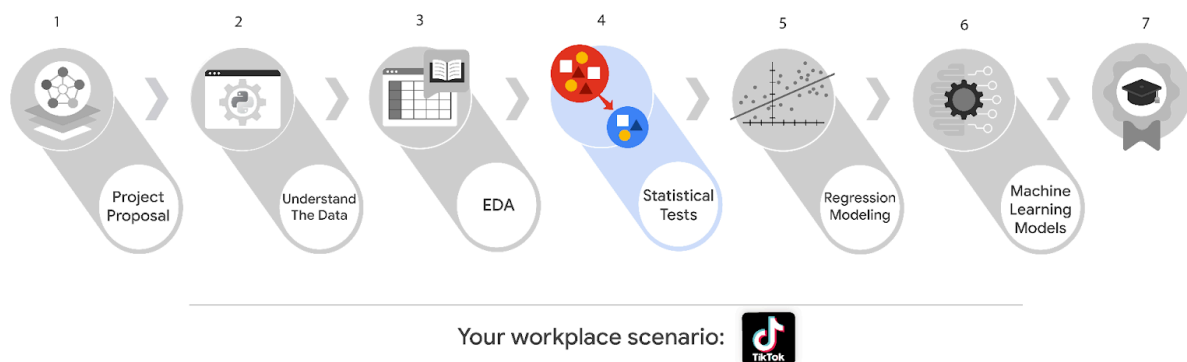 1
2
3
4
5
6
7
Project
Proposal
Understand
The Data
EDA
Statistical
Tests
Regression
Modeling
Machine
Learning
Models
Your workplace scenario:
TikTok